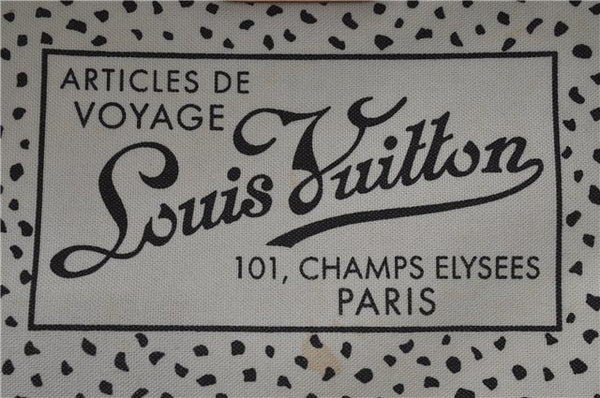 ARTICLES DE
VOYAGE
Louis Vuitton
101, CHAMPS ELYSEES
PARIS